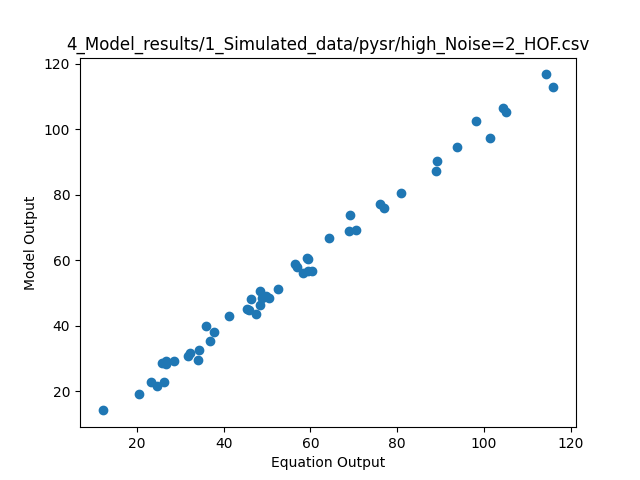 4_Model_results/1_Simulated_data/pysr/high_Noise=2_HOF.csv
120
100
80
60
40
20
Model Output
20 40 60 80 100 120
Equation Output